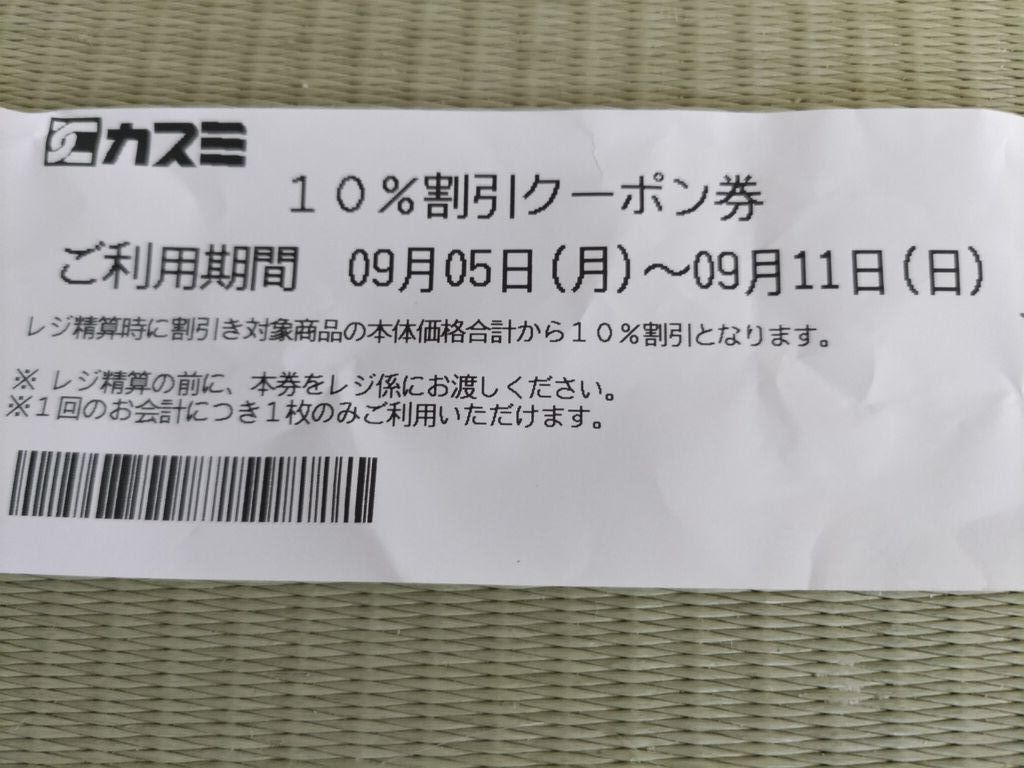 カスミ
１０％割引クーポン券
ご利用期間 09月05日(月)～09月11日(日)
レジ精算時に割引き対象商品の本体価格合計から１０％割引となります。
※ レジ精算の前に、本券をレジ係にお渡しください。
※１回のお会計につき１枚のみご利用いただけます。